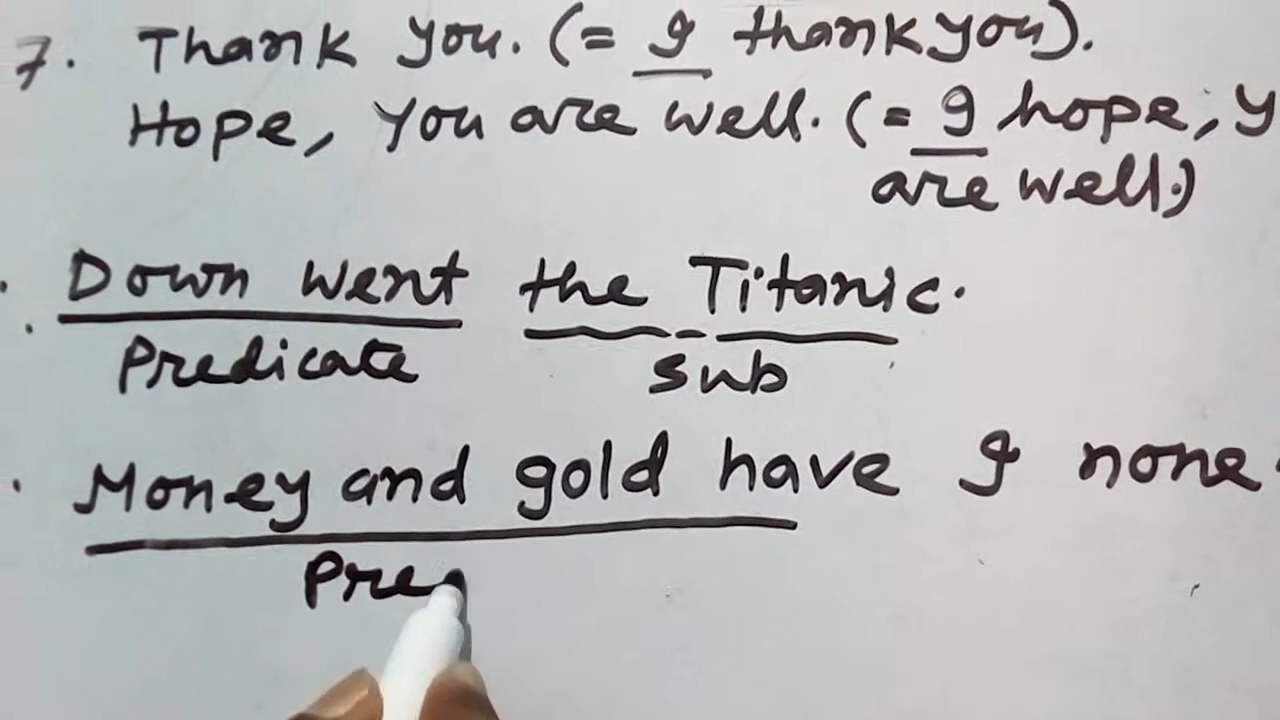 7. Thank you. (= I thank you).
Hope, you are well. (= I hope, y
are well.)
Down went the Titanic.
Predicate sub
Money and gold have I none.
Pre